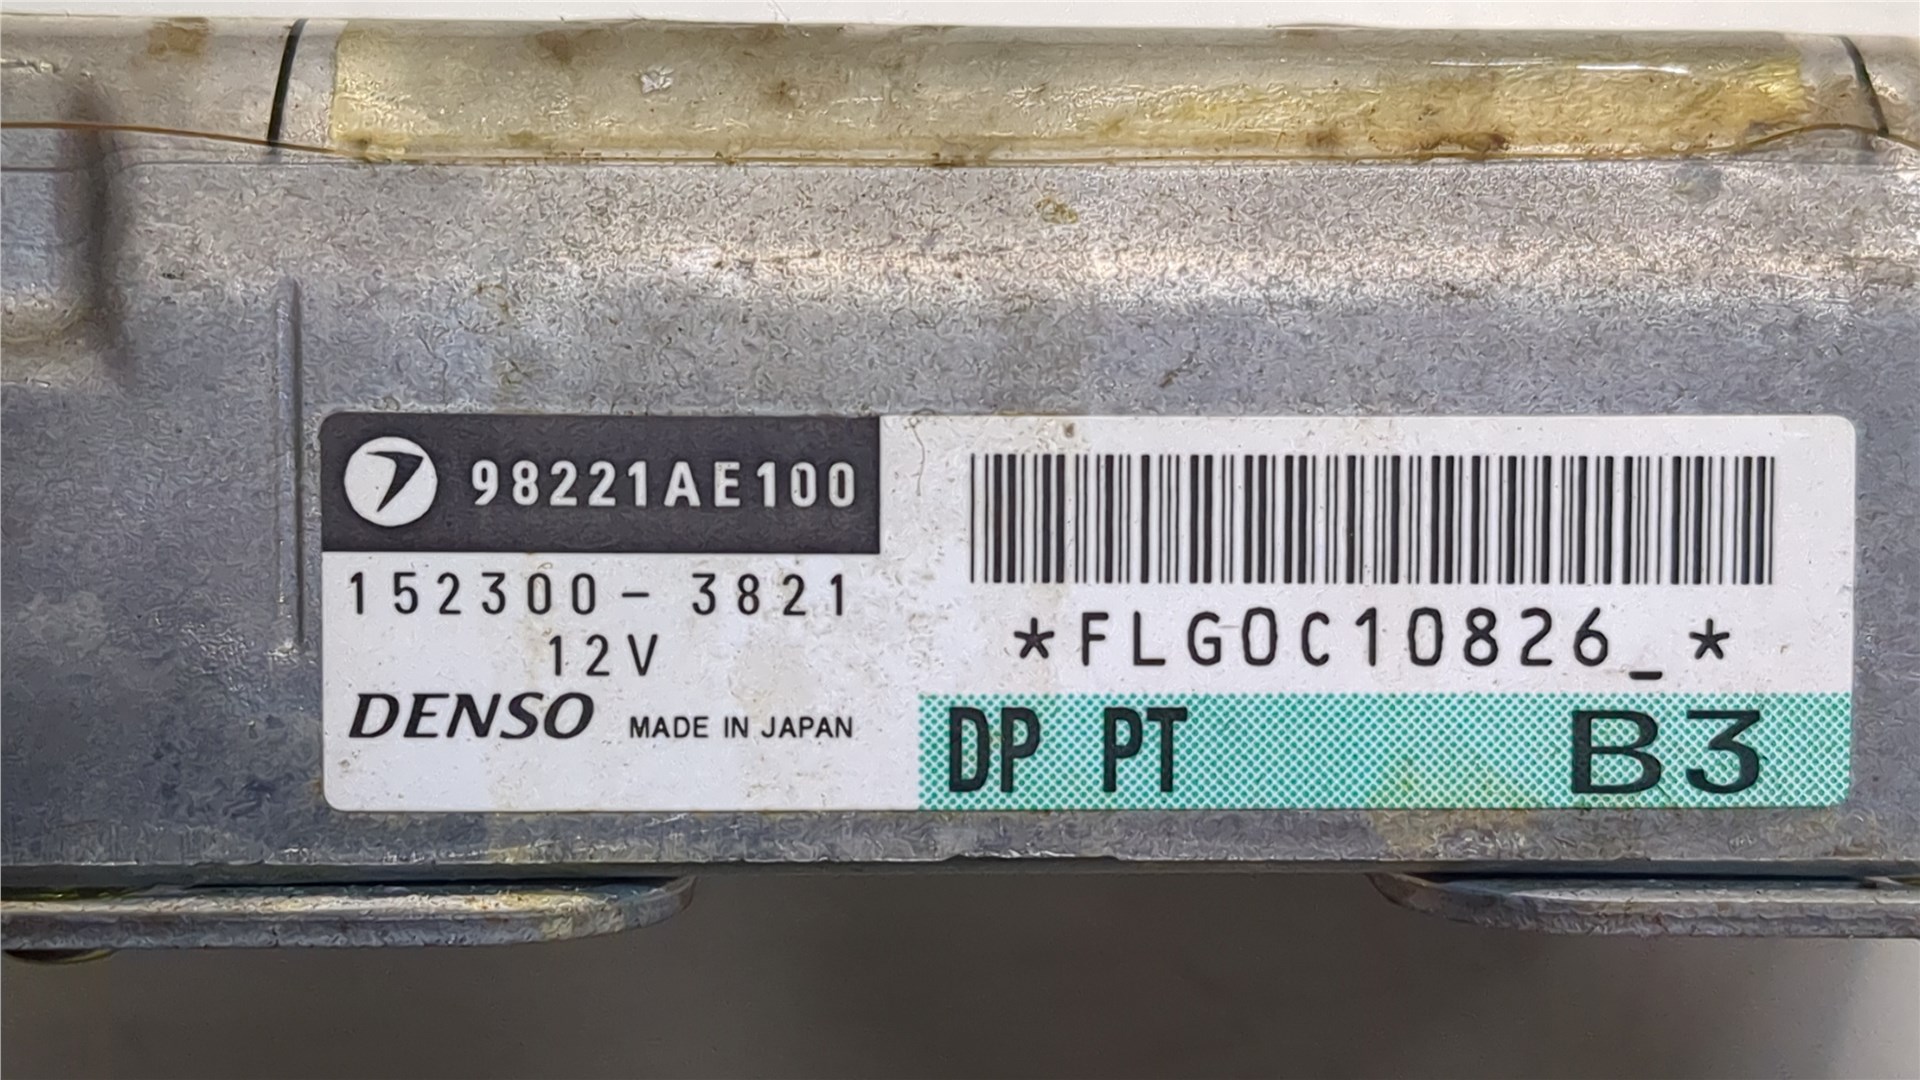 98221AE100
152300-3821
12V
DENSO MADE IN JAPAN
*FLG0C10826_*
DP PT B3